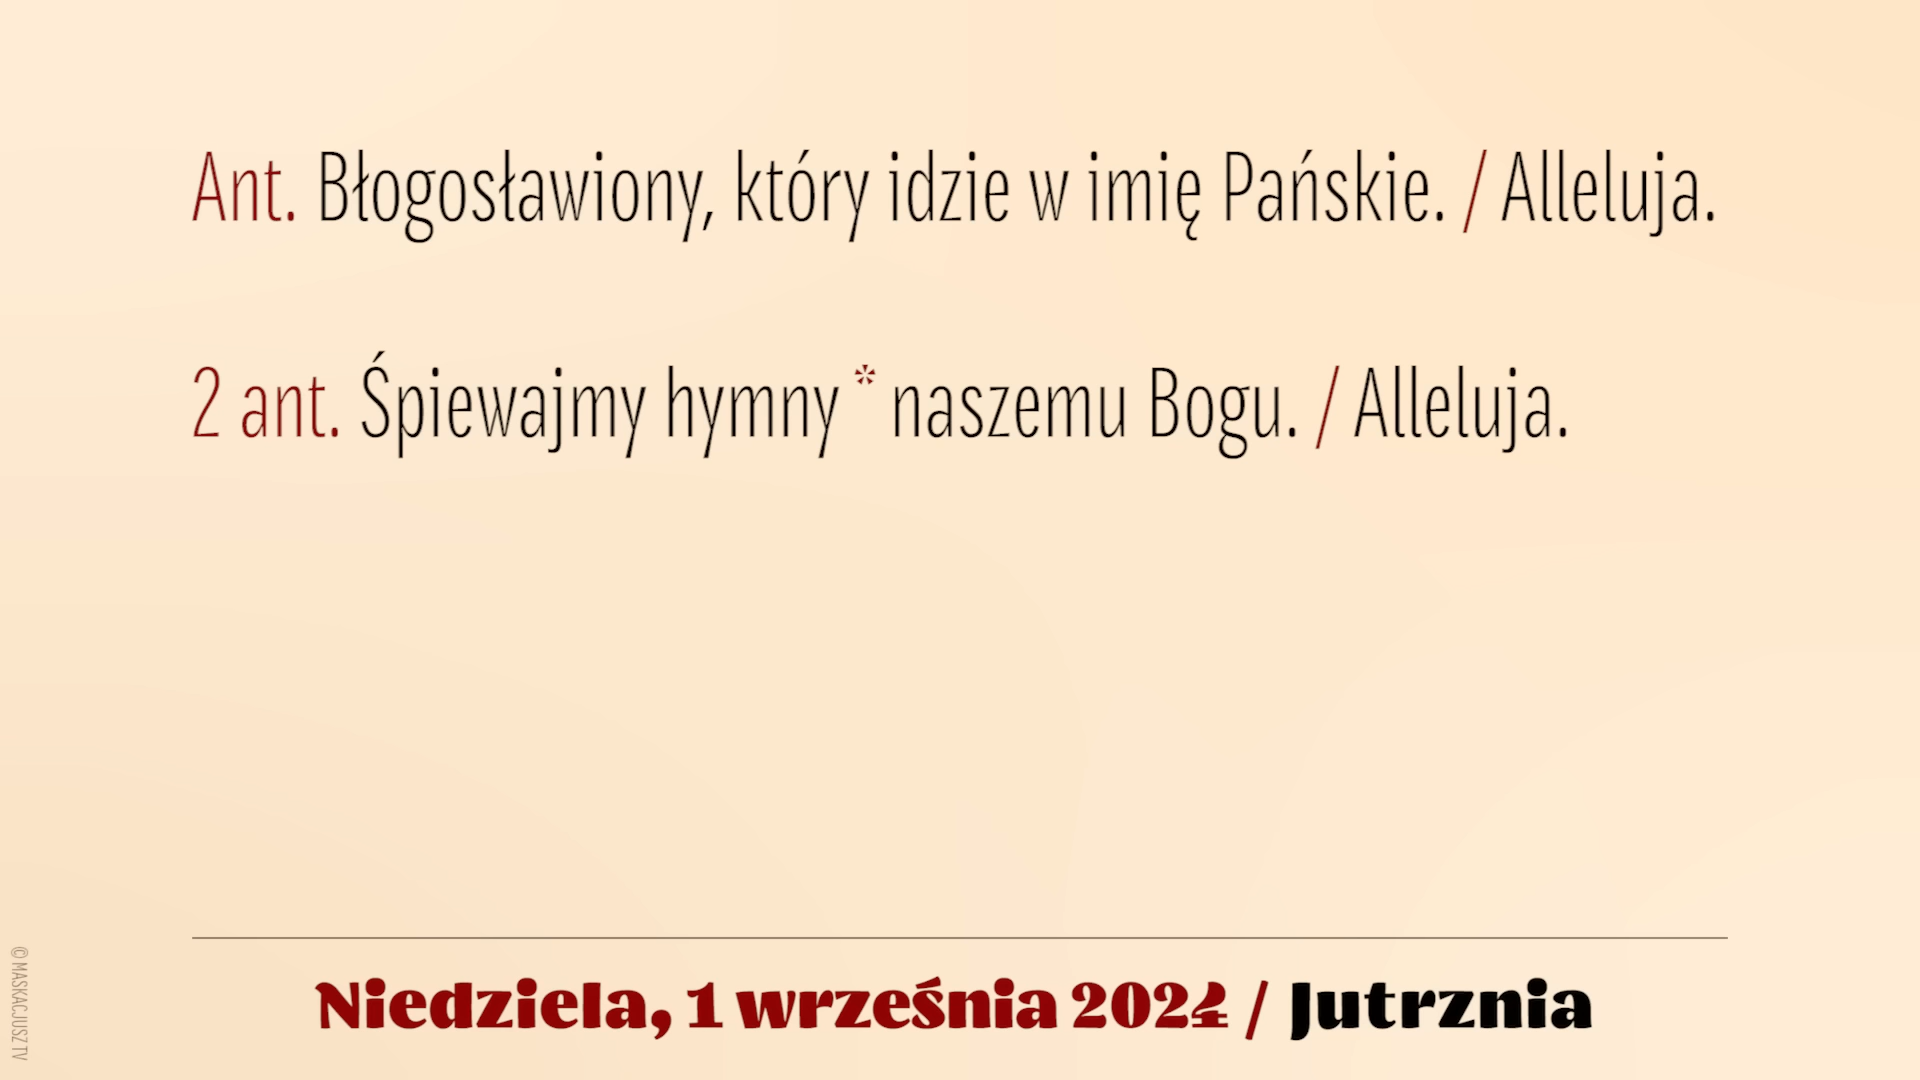 Ant. Błogosławiony, który idzie w imię Pańskie. / Alleluja.
2 ant. Śpiewajmy hymny * naszemu Bogu. / Alleluja.
Niedziela, 1 września 2024 / Jutrznia
© MASKACJUSZ TV